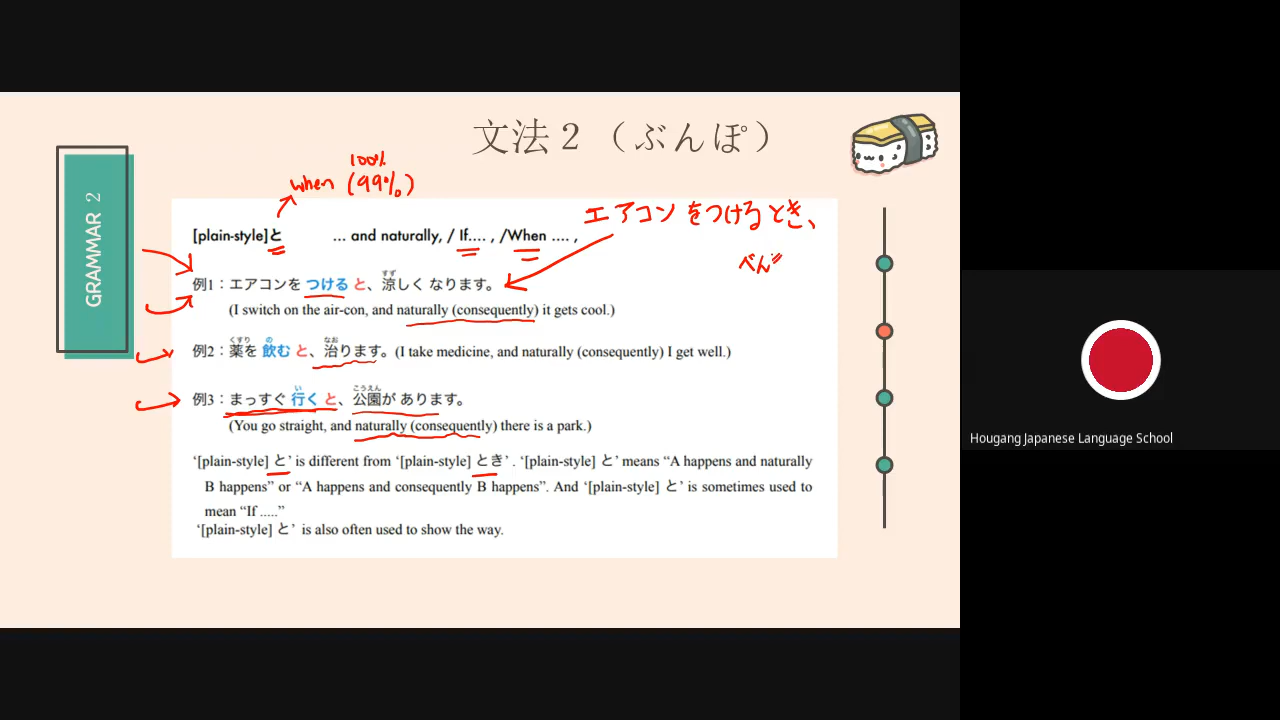 文法２（ぶんぽ）
GRAMMAR 2
100%
when (99%)
[plain-style]と ... and naturally, / If.... , /When .... ,
エアコンをつけるとき、
べん
例1：エアコンを つける と、涼しく なります。
すず
(I switch on the air-con, and naturally (consequently) it gets cool.)
くすり の なお
例2：薬を 飲む と、治ります。(I take medicine, and naturally (consequently) I get well.)
い こうえん
例3：まっすぐ 行く と、公園が あります。
(You go straight, and naturally (consequently) there is a park.)
‘[plain-style] と’ is different from ‘[plain-style] とき’ . ‘[plain-style] と’ means “A happens and naturally
B happens” or “A happens and consequently B happens”. And ‘[plain-style] と’ is sometimes used to
mean “If .....”
‘[plain-style] と’ is also often used to show the way.
Hougang Japanese Language School